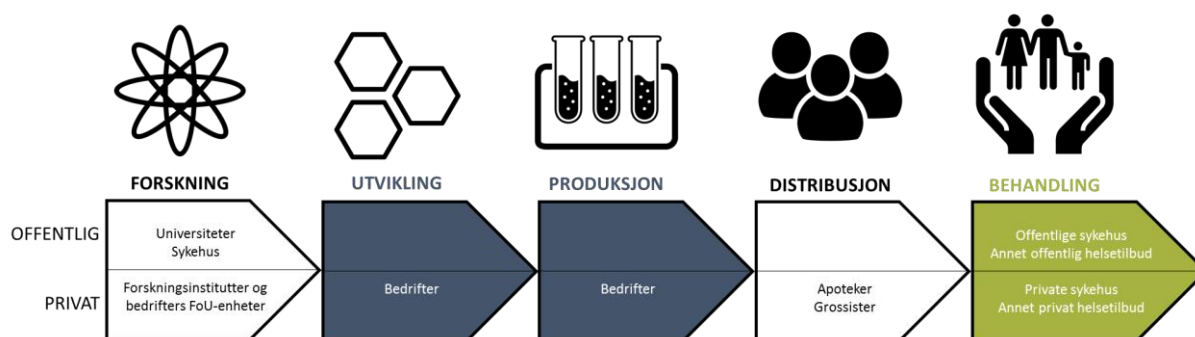 FORSKNING
UTVIKLING
PRODUKSJON
DISTRIBUSJON
BEHANDLING
OFFENTLIG
Universiteter
Sykehus
Offentlige sykehus
Annet offentlig helsetilbud
PRIVAT
Forskningsinstitutter og
bedrifters FoU-enheter
Bedrifter
Bedrifter
Apoteker
Grossister
Private sykehus
Annet privat helsetilbud